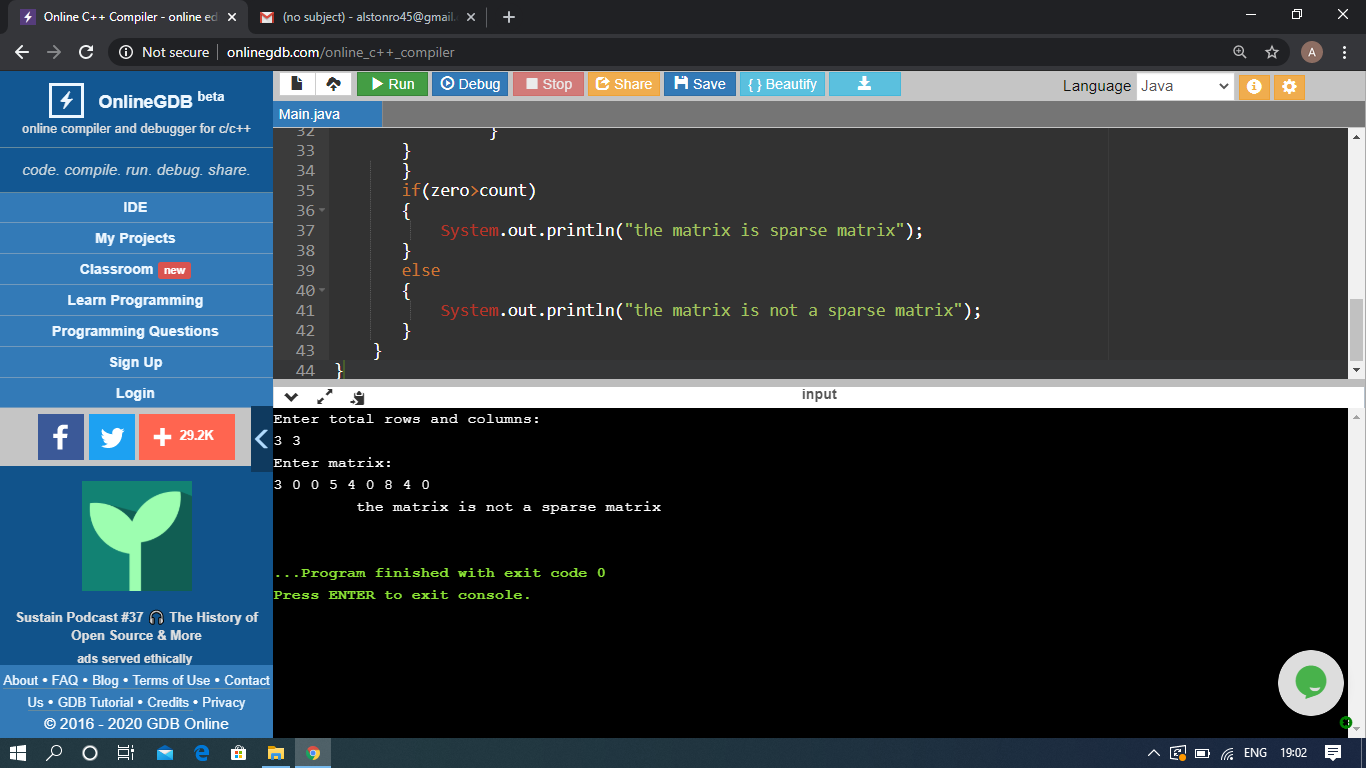 Online C++ Compiler - online ed
(no subject) - alstonro45@gmail.
Not secure | onlinegdb.com/online_c++_compiler
A
OnlineGDB beta
online compiler and debugger for c/c++
code. compile. run. debug. share.
IDE
My Projects
Classroom new
Learn Programming
Programming Questions
Sign Up
Login
29.2K
Sustain Podcast #37 🎧 The History of
Open Source & More
ads served ethically
About • FAQ • Blog • Terms of Use • Contact
Us • GDB Tutorial • Credits • Privacy
© 2016 - 2020 GDB Online
Run Debug Stop Share Save { } Beautify
Language Java
Main.java
32 }
33 }
34 }
35 if(zero>count)
36 {
37 System.out.println("the matrix is sparse matrix");
38 }
39 else
40 {
41 System.out.println("the matrix is not a sparse matrix");
42 }
43 }
44 }
input
Enter total rows and columns:
3 3
Enter matrix:
3 0 0 5 4 0 8 4 0
the matrix is not a sparse matrix
...Program finished with exit code 0
Press ENTER to exit console.
ENG 19:02